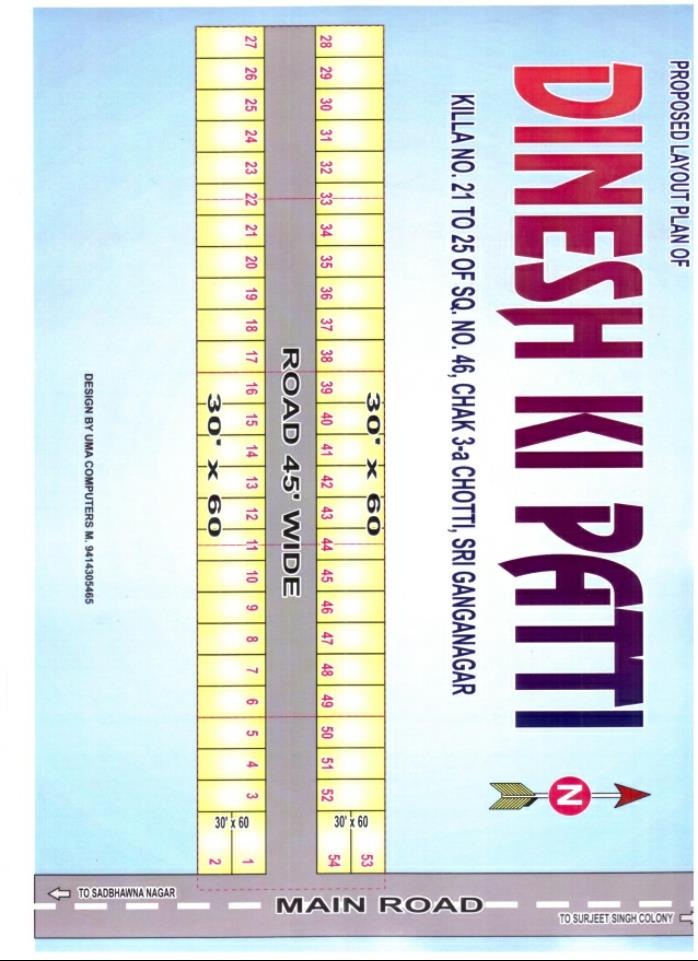 PROPOSED LAYOUT PLAN OF
DINESH KI PATTI
N
KILLA NO. 21 TO 25 OF SQ. NO. 46, CHAK 3-a CHOTTI, SRI GANGANAGAR
TO SURJEET SINGH COLONY
MAIN ROAD
30' x 60
30' x 60
53
28 29 30 31 32 33 34 35 36 37 38 39 40 41 42 43 44 45 46 47 48 49 50 51 52 54
ROAD 45' WIDE
27 26 25 24 23 22 21 20 19 18 17 16 15 14 13 12 11 10 9 8 7 6 5 4 3 1
30' x 60
30' x 60
2
TO SADBHAWNA NAGAR
DESIGN BY UMA COMPUTERS M. 9414305465